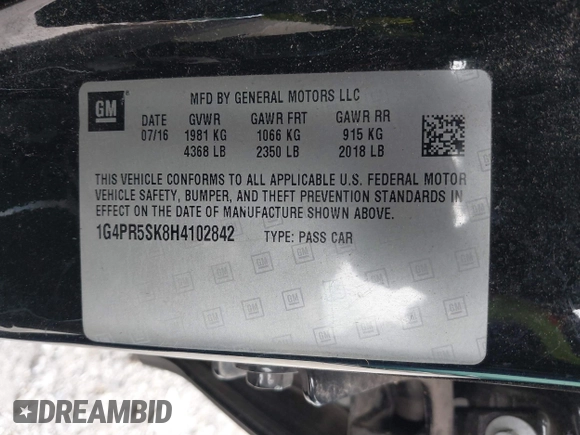 GM
MFD BY GENERAL MOTORS LLC
DATE GVWR GAWR FRT GAWR RR
07/16 1981 KG 1066 KG 915 KG
4368 LB 2350 LB 2018 LB
THIS VEHICLE CONFORMS TO ALL APPLICABLE U.S. FEDERAL MOTOR
VEHICLE SAFETY, BUMPER, AND THEFT PREVENTION STANDARDS IN
EFFECT ON THE DATE OF MANUFACTURE SHOWN ABOVE.
1G4PR5SK8H4102842 TYPE: PASS CAR
DREAMBID